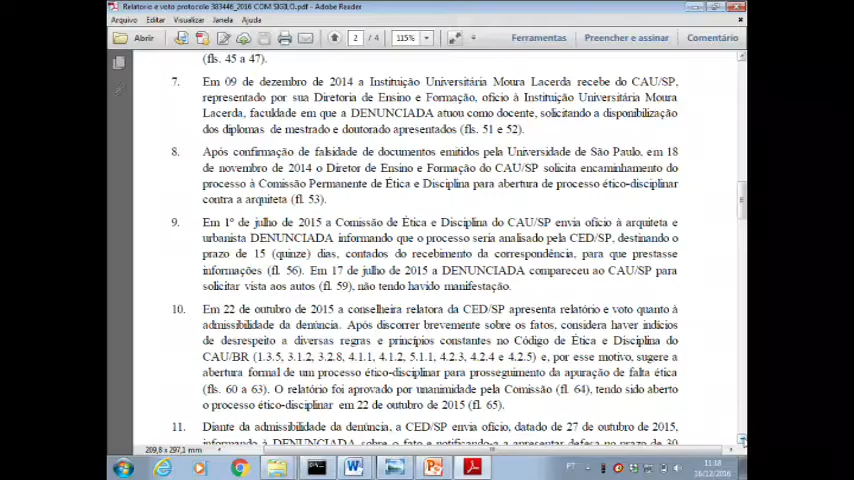 Relatorio e voto protocolo 383446_2016 COM SIGILO.pdf - Adobe Reader
Arquivo Editar Visualizar Janela Ajuda
Abrir 2 / 4 115% Ferramentas Preencher e assinar Comentário
(fls. 45 a 47).
7. Em 09 de dezembro de 2014 a Instituição Universitária Moura Lacerda recebe do CAU/SP,
representado por sua Diretoria de Ensino e Formação, ofício à Instituição Universitária Moura
Lacerda, faculdade em que a DENUNCIADA atuou como docente, solicitando a disponibilização
dos diplomas de mestrado e doutorado apresentados (fls. 51 e 52).
8. Após confirmação de falsidade de documentos emitidos pela Universidade de São Paulo, em 18
de novembro de 2014 o Diretor de Ensino e Formação do CAU/SP solicita encaminhamento do
processo à Comissão Permanente de Ética e Disciplina para abertura de processo ético-disciplinar
contra a arquiteta (fl. 53).
9. Em 1º de julho de 2015 a Comissão de Ética e Disciplina do CAU/SP envia ofício à arquiteta e
urbanista DENUNCIADA informando que o processo seria analisado pela CED/SP, destinando o
prazo de 15 (quinze) dias, contados do recebimento da correspondência, para que prestasse
informações (fl. 56). Em 17 de julho de 2015 a DENUNCIADA compareceu ao CAU/SP para
solicitar vista aos autos (fl. 59), não tendo havido manifestação.
10. Em 22 de outubro de 2015 a conselheira relatora da CED/SP apresenta relatório e voto quanto à
admissibilidade da denúncia. Após discorrer brevemente sobre os fatos, considera haver indícios
de desrespeito a diversas regras e princípios constantes no Código de Ética e Disciplina do
CAU/BR (1.3.5, 3.1.2, 3.2.8, 4.1.1, 4.1.2, 5.1.1, 4.2.3, 4.2.4 e 4.2.5) e, por esse motivo, sugere a
abertura formal de um processo ético-disciplinar para prosseguimento da apuração de falta ética
(fls. 60 a 63). O relatório foi aprovado por unanimidade pela Comissão (fl. 64), tendo sido aberto
o processo ético-disciplinar em 22 de outubro de 2015 (fl. 65).
11. Diante da admissibilidade da denúncia, a CED/SP envia ofício, datado de 27 de outubro de 2015,
informando à DENUNCIADA sobre o fato e notificando-a a apresentar defesa no prazo de 30
209,8 x 297,1 mm
PT 11:18
16/12/2016